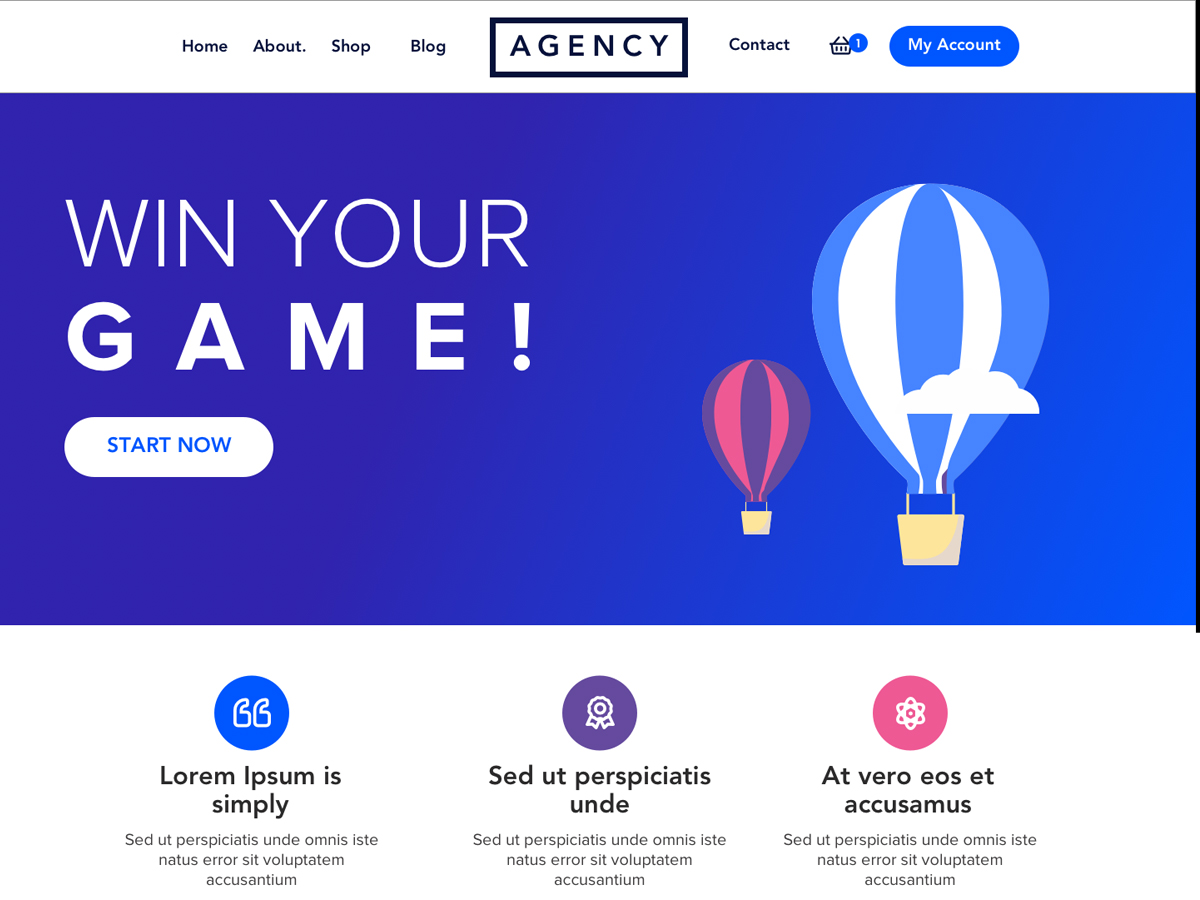 Home About. Shop Blog AGENCY Contact 1 My Account
WIN YOUR
GAME!
START NOW
Lorem Ipsum is
simply
Sed ut perspiciatis unde omnis iste
natus error sit voluptatem
accusantium
Sed ut perspiciatis
unde
Sed ut perspiciatis unde omnis iste
natus error sit voluptatem
accusantium
At vero eos et
accusamus
Sed ut perspiciatis unde omnis iste
natus error sit voluptatem
accusantium